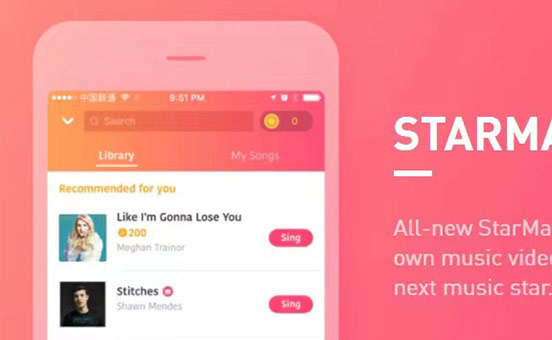 中国联通 9:51 PM
Search 0
Library My Songs
Recommended for you
Like I'm Gonna Lose You
200
Meghan Trainor
Sing
Stitches
Shawn Mendes
Sing
STARMA
All-new StarMa
own music vide
next music star.